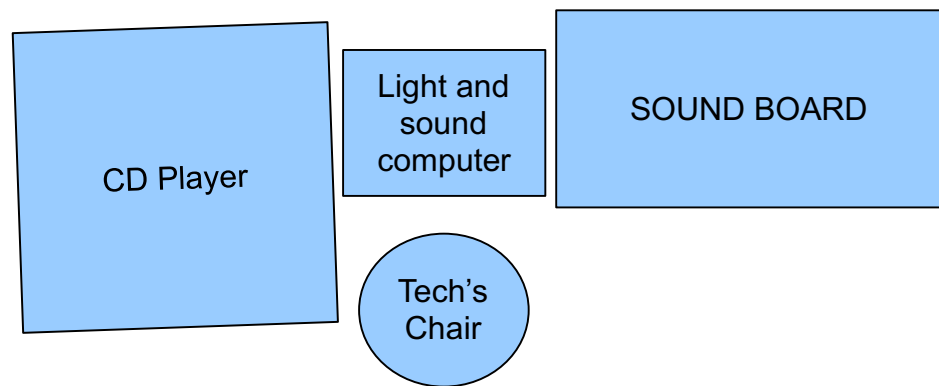 CD Player
Light and
sound
computer
SOUND BOARD
Tech’s
Chair